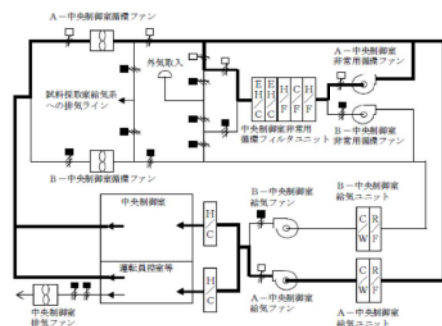 A－中央制御室循環ファン
外気取入
A－中央制御室
非常用循環ファン
試料採取室給気系
への排気ライン
E H / C
E H / C
H / F
C / F
H / F
中央制御室非常用
循環フィルタユニット
B－中央制御室
非常用循環ファン
B－中央制御室循環ファン
中央制御室
H / C
B－中央制御室
給気ファン
B－中央制御室
給気ユニット
C / W
R / F
運転員控室等
H / C
C / W
R / F
中央制御室
排気ファン
A－中央制御室
給気ファン
A－中央制御室
給気ユニット